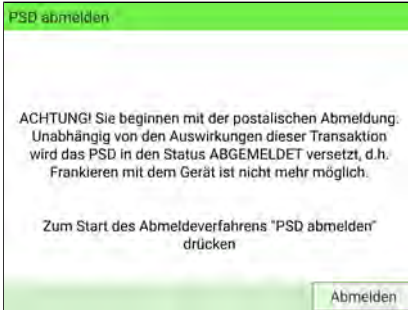 PSD abmelden
ACHTUNG! Sie beginnen mit der postalischen Abmeldung.
Unabhängig von den Auswirkungen dieser Transaktion
wird das PSD in den Status ABGEMELDET versetzt, d.h.
Frankieren mit dem Gerät ist nicht mehr möglich.
Zum Start des Abmeldeverfahrens "PSD abmelden"
drücken
Abmelden